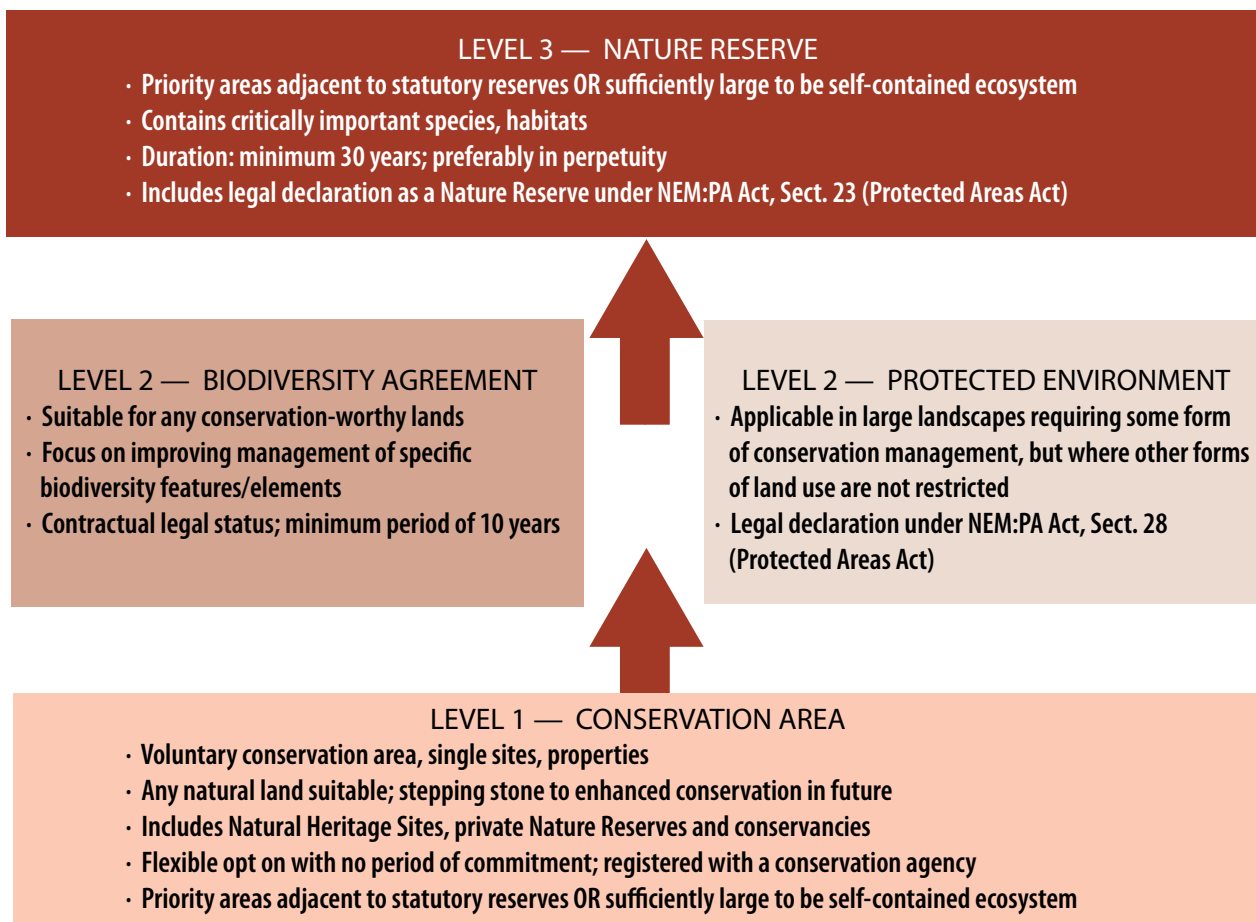 LEVEL 3 — NATURE RESERVE
· Priority areas adjacent to statutory reserves OR sufficiently large to be self-contained ecosystem
· Contains critically important species, habitats
· Duration: minimum 30 years; preferably in perpetuity
· Includes legal declaration as a Nature Reserve under NEM:PA Act, Sect. 23 (Protected Areas Act)
LEVEL 2 — BIODIVERSITY AGREEMENT
· Suitable for any conservation-worthy lands
· Focus on improving management of specific
biodiversity features/elements
· Contractual legal status; minimum period of 10 years
LEVEL 2 — PROTECTED ENVIRONMENT
· Applicable in large landscapes requiring some form
of conservation management, but where other forms
of land use are not restricted
· Legal declaration under NEM:PA Act, Sect. 28
(Protected Areas Act)
LEVEL 1 — CONSERVATION AREA
· Voluntary conservation area, single sites, properties
· Any natural land suitable; stepping stone to enhanced conservation in future
· Includes Natural Heritage Sites, private Nature Reserves and conservancies
· Flexible opt on with no period of commitment; registered with a conservation agency
· Priority areas adjacent to statutory reserves OR sufficiently large to be self-contained ecosystem